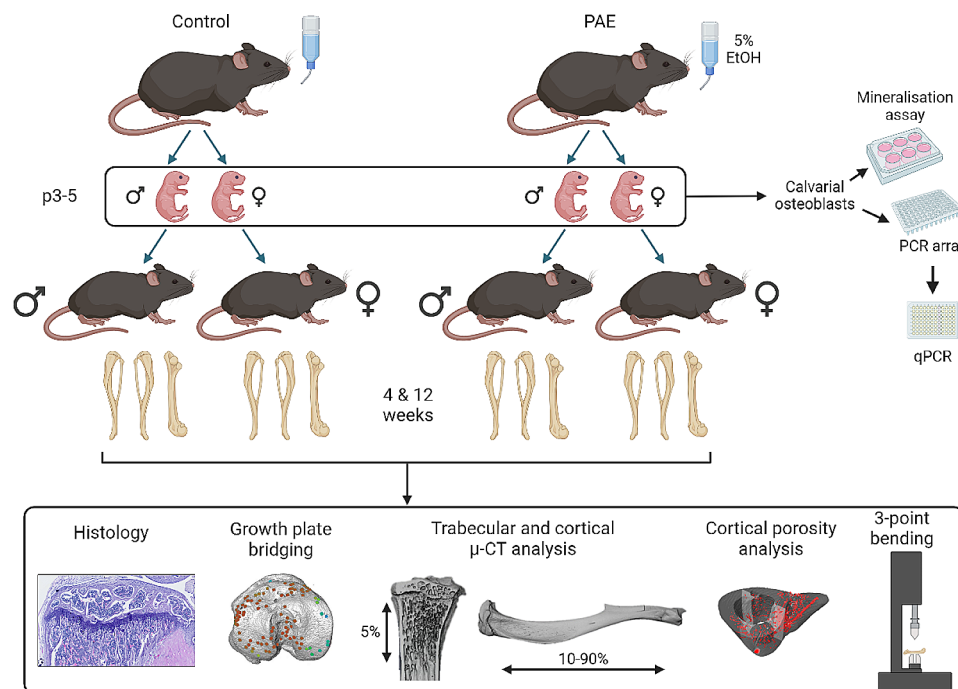 Control
PAE
5%
EtOH
Mineralisation
assay
p3-5
♂
♀
♂
♀
Calvarial
osteoblasts
PCR arra
♂
♀
♂
♀
qPCR
4 & 12
weeks
Histology
Growth plate
bridging
Trabecular and cortical
μ-CT analysis
Cortical porosity
analysis
3-point
bending
5%
10-90%